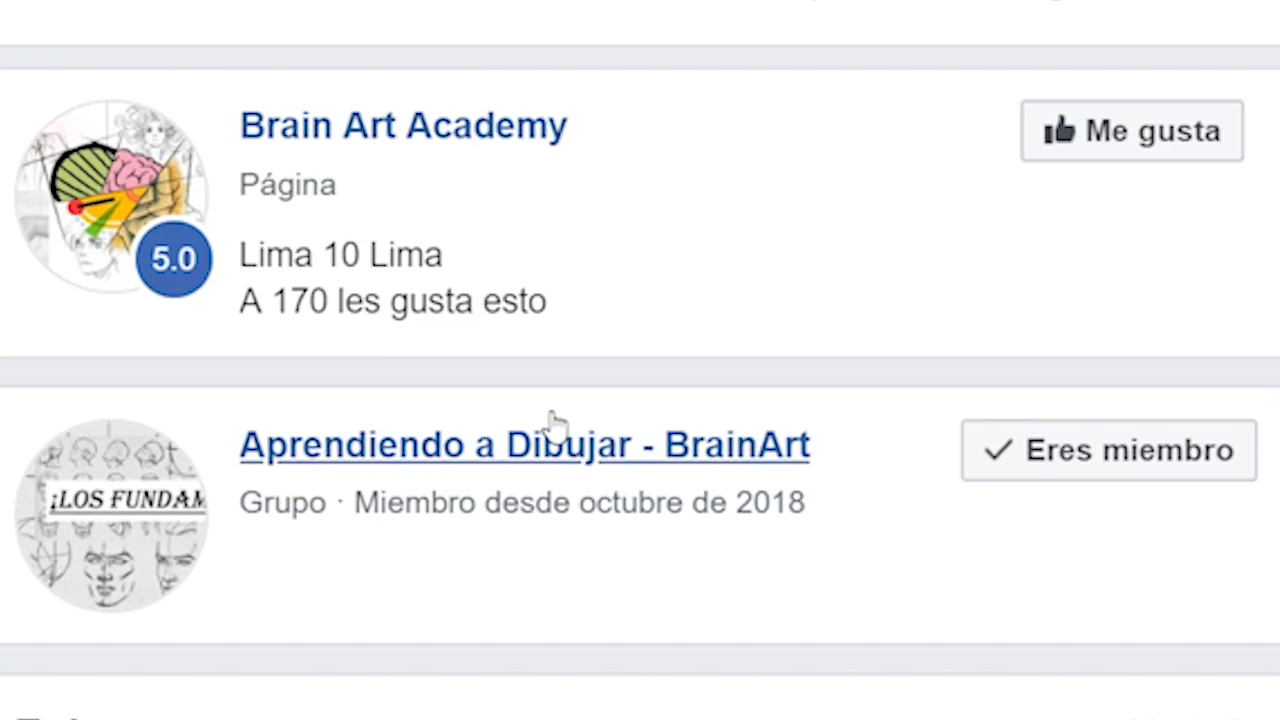 Brain Art Academy
Me gusta
Página
5.0
Lima 10 Lima
A 170 les gusta esto
Aprendiendo a Dibujar - BrainArt
Eres miembro
¡LOS FUNDAM
Grupo · Miembro desde octubre de 2018